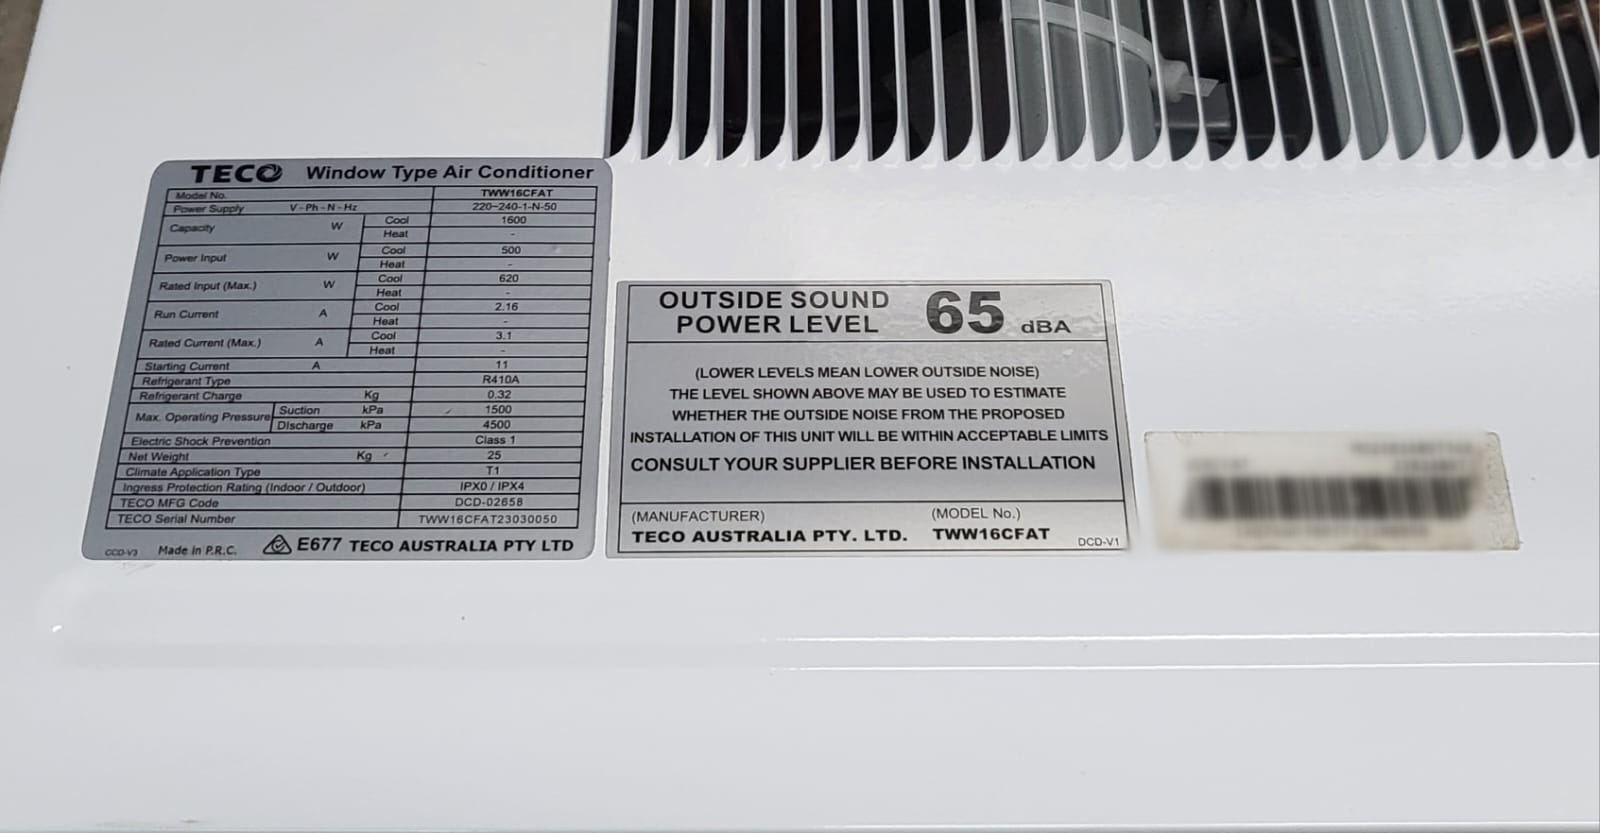 TECO Window Type Air Conditioner
Model No. TWW16CFAT
Power Supply V-Ph-N-Hz 220~240-1-N-50
Capacity W Cool 1600
Heat -
Power Input W Cool 500
Heat -
Rated Input (Max.) W Cool 620
Heat -
Run Current A Cool 2.16
Heat -
Rated Current (Max.) A Cool 3.1
Heat -
Starting Current A 11
Refrigerant Type R410A
Refrigerant Charge Kg 0.32
Max. Operating Pressure Suction kPa 1500
Discharge kPa 4500
Electric Shock Prevention Class 1
Net Weight Kg 25
Climate Application Type T1
Ingress Protection Rating (Indoor / Outdoor) IPX0 / IPX4
TECO MFG Code DCD-02658
TECO Serial Number TWW16CFAT23030050
CCD-V3 Made in P.R.C. E677 TECO AUSTRALIA PTY LTD
OUTSIDE SOUND
POWER LEVEL 65 dBA
(LOWER LEVELS MEAN LOWER OUTSIDE NOISE)
THE LEVEL SHOWN ABOVE MAY BE USED TO ESTIMATE
WHETHER THE OUTSIDE NOISE FROM THE PROPOSED
INSTALLATION OF THIS UNIT WILL BE WITHIN ACCEPTABLE LIMITS
CONSULT YOUR SUPPLIER BEFORE INSTALLATION
(MANUFACTURER) (MODEL No.)
TECO AUSTRALIA PTY. LTD. TWW16CFAT
DCD-V1